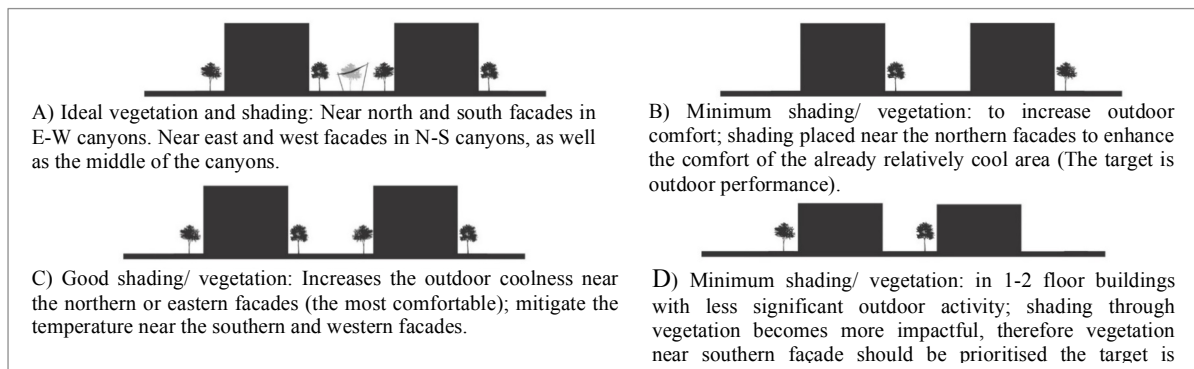 A) Ideal vegetation and shading: Near north and south facades in
E-W canyons. Near east and west facades in N-S canyons, as well
as the middle of the canyons.
B) Minimum shading/ vegetation: to increase outdoor
comfort; shading placed near the northern facades to enhance
the comfort of the already relatively cool area (The target is
outdoor performance).
C) Good shading/ vegetation: Increases the outdoor coolness near
the northern or eastern facades (the most comfortable); mitigate the
temperature near the southern and western facades.
D) Minimum shading/ vegetation: in 1-2 floor buildings
with less significant outdoor activity; shading through
vegetation becomes more impactful, therefore vegetation
near southern façade should be prioritised the target is